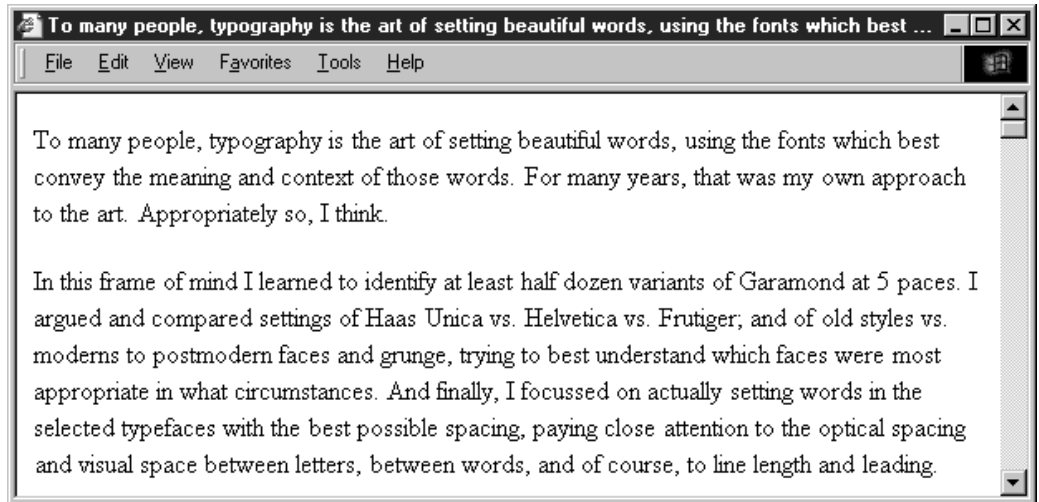 To many people, typography is the art of setting beautiful words, using the fonts which best ...
File Edit View Favorites Tools Help
To many people, typography is the art of setting beautiful words, using the fonts which best
convey the meaning and context of those words. For many years, that was my own approach
to the art. Appropriately so, I think.
In this frame of mind I learned to identify at least half dozen variants of Garamond at 5 paces. I
argued and compared settings of Haas Unica vs. Helvetica vs. Frutiger; and of old styles vs.
moderns to postmodern faces and grunge, trying to best understand which faces were most
appropriate in what circumstances. And finally, I focussed on actually setting words in the
selected typefaces with the best possible spacing, paying close attention to the optical spacing
and visual space between letters, between words, and of course, to line length and leading.